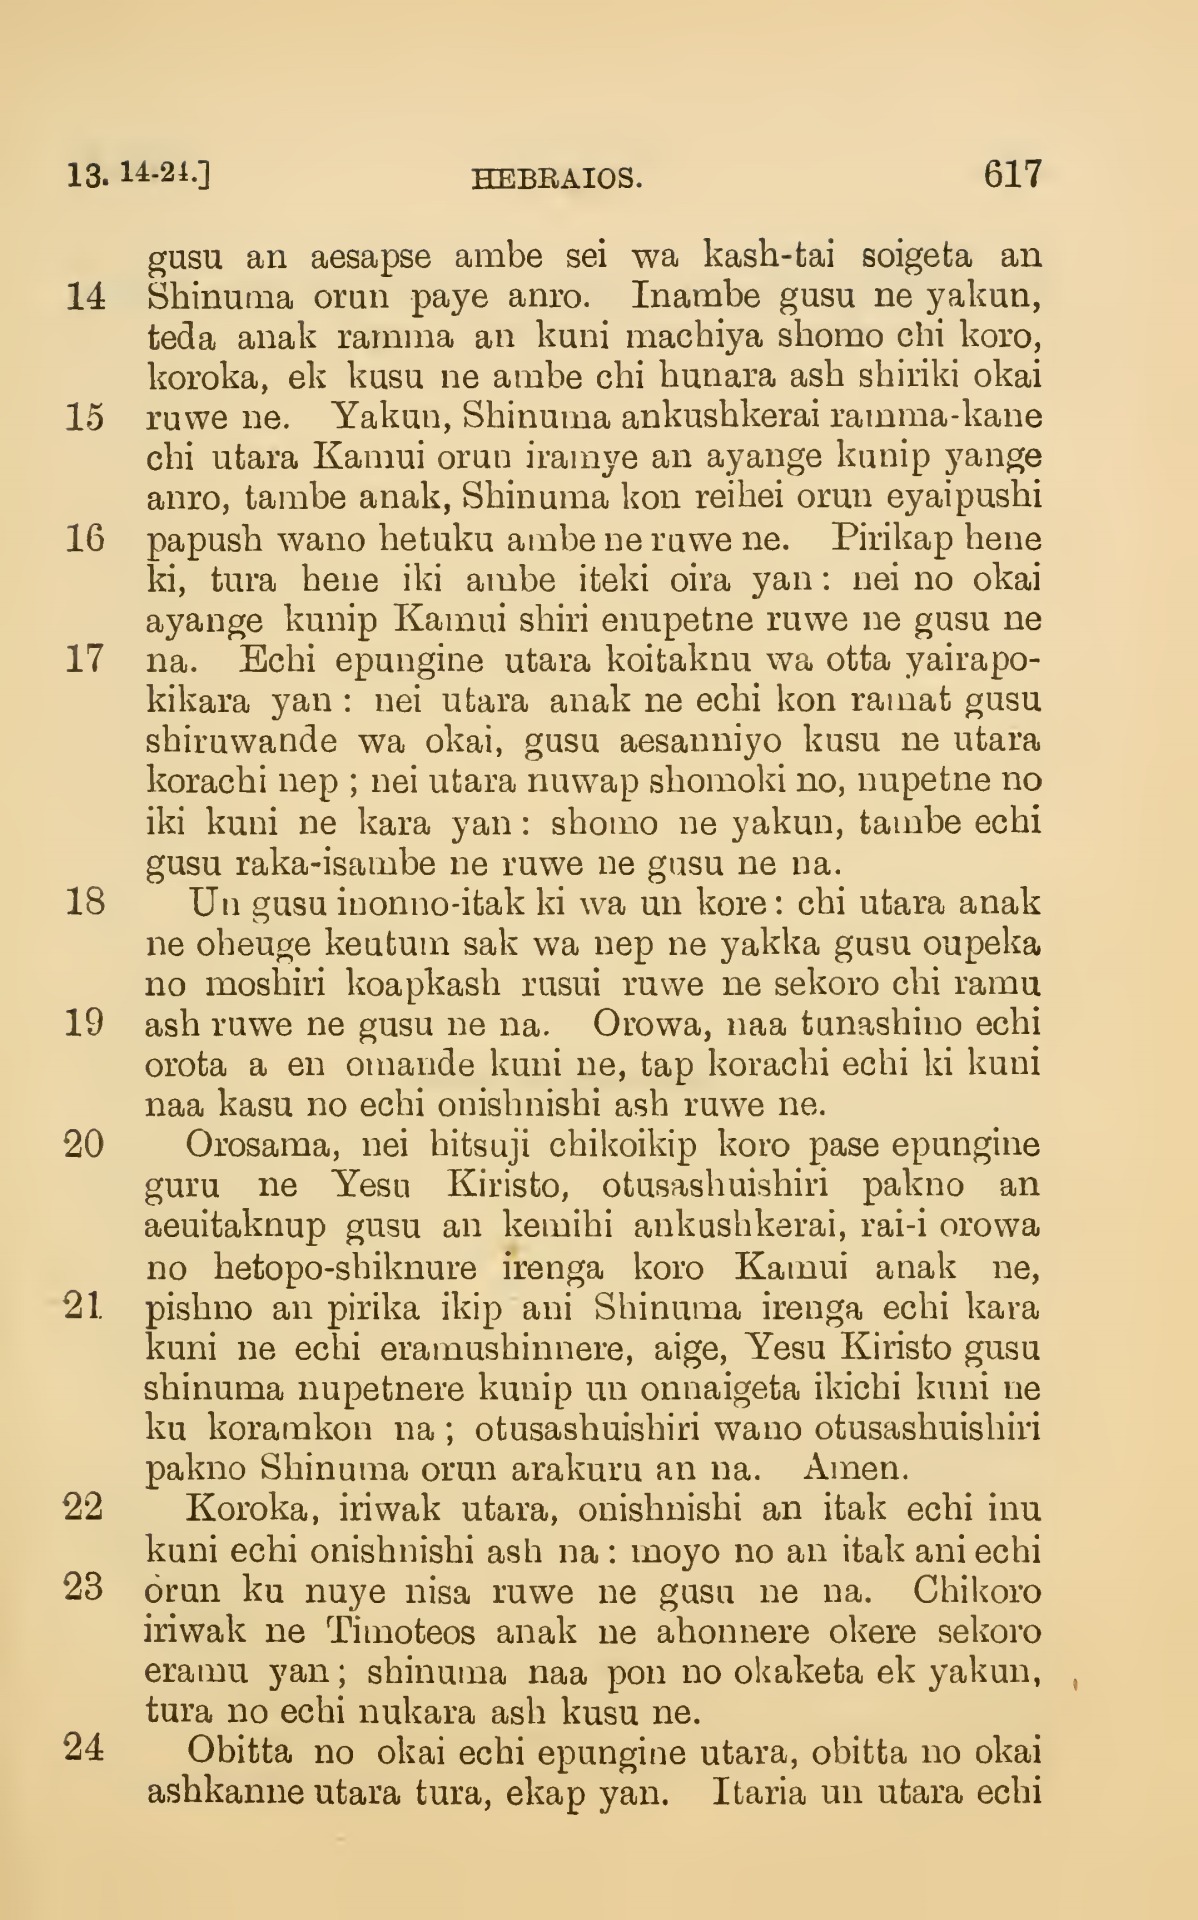 13. 14-24.] HEBRAIOS. 617
gusu an aesapse ambe sei wa kash-tai soigeta an
14 Shinuma orun paye anro. Inambe gusu ne yakun,
teda anak ramma an kuni machiya shomo chi koro,
koroka, ek kusu ne ambe chi hunara ash shiriki okai
15 ruwe ne. Yakun, Shinuma ankushkerai ramma-kane
chi utara Kamui orun iramye an ayange kunip yange
anro, tambe anak, Shinuma kon reihei orun eyaipushi
16 papush wano hetuku ambe ne ruwe ne. Pirikap hene
ki, tura hene iki ambe iteki oira yan: nei no okai
ayange kunip Kamui shiri enupetne ruwe ne gusu ne
17 na. Echi epungine utara koitaknu wa otta yairapo-
kikara yan: nei utara anak ne echi kon ramat gusu
shiruwande wa okai, gusu aesanniyo kusu ne utara
korachi nep; nei utara nuwap shomoki no, nupetne no
iki kuni ne kara yan: shomo ne yakun, tambe echi
gusu raka-isambe ne ruwe ne gusu ne na.
18 Un gusu inonno-itak ki wa un kore: chi utara anak
ne oheuge keutum sak wa nep ne yakka gusu oupeka
no moshiri koapkash rusui ruwe ne sekoro chi ramu
19 ash ruwe ne gusu ne na. Orowa, naa tunashino echi
orota a en omande kuni ne, tap korachi echi ki kuni
naa kasu no echi onishnishi ash ruwe ne.
20 Orosama, nei hitsuji chikoikip koro pase epungine
guru ne Yesu Kiristo, otusashuishiri pakno an
aeuitaknup gusu an kemihi ankushkerai, rai-i orowa
no hetopo-shiknure irenga koro Kamui anak ne,
21 pishno an pirika ikip ani Shinuma irenga echi kara
kuni ne echi eramushinnere, aige, Yesu Kiristo gusu
shinuma nupetnere kunip un onnaigeta ikichi kuni ne
ku koramkon na; otusashuishiri wano otusashuishiri
pakno Shinuma orun arakuru an na. Amen.
22 Koroka, iriwak utara, onishnishi an itak echi inu
kuni echi onishnishi ash na: moyo no an itak ani echi
23 orun ku nuye nisa ruwe ne gusu ne na. Chikoro
iriwak ne Timoteos anak ne ahonnere okere sekoro
eramu yan; shinuma naa pon no okaketa ek yakun,
tura no echi nukara ash kusu ne.
24 Obitta no okai echi epungine utara, obitta no okai
ashkanne utara tura, ekap yan. Itaria un utara echi